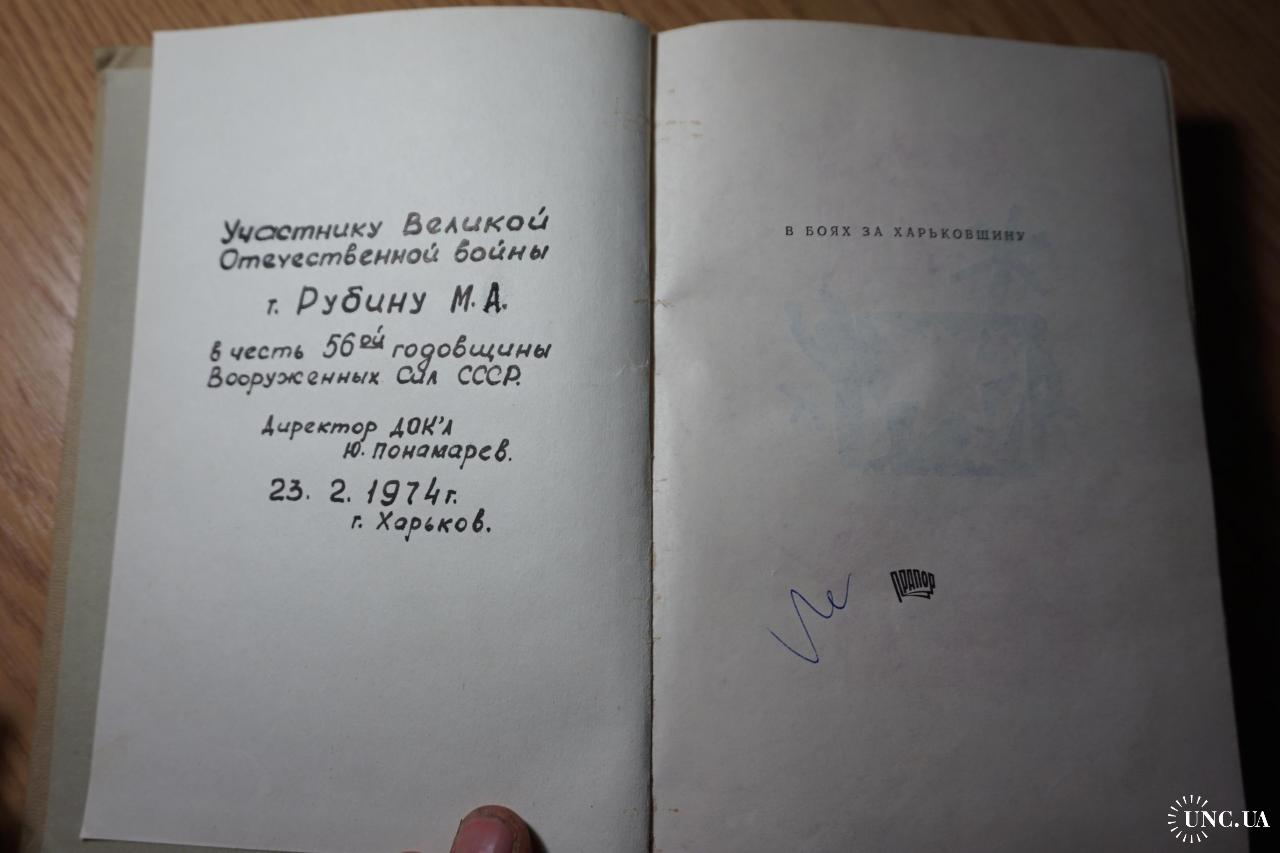 Участнику Великой
Отечественной войны
т. Рубину М.А.
в честь 56ой годовщины
Вооруженных Сил СССР.
Директор ДОК'Л
Ю. Понамарев.
23. 2. 1974г.
г. Харьков.
В БОЯХ ЗА ХАРЬКОВЩИНУ
ПРАПОР
UNC.UA